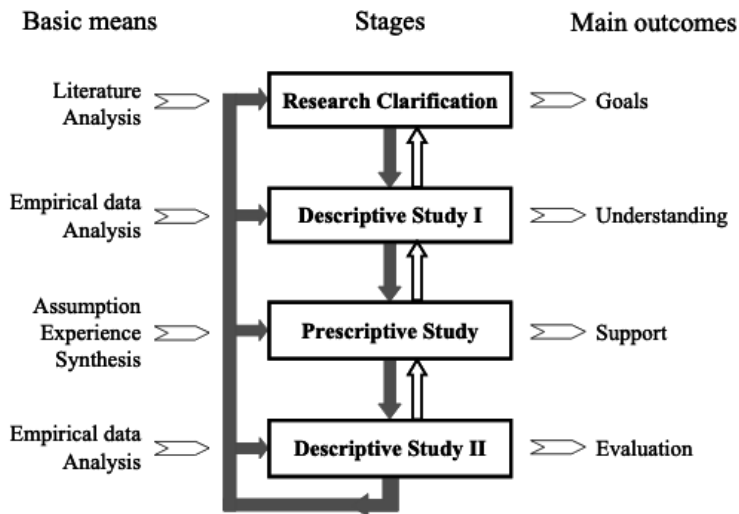 Basic means
Stages
Main outcomes
Literature
Analysis
Research Clarification
Goals
Empirical data
Analysis
Descriptive Study I
Understanding
Assumption
Experience
Synthesis
Prescriptive Study
Support
Empirical data
Analysis
Descriptive Study II
Evaluation